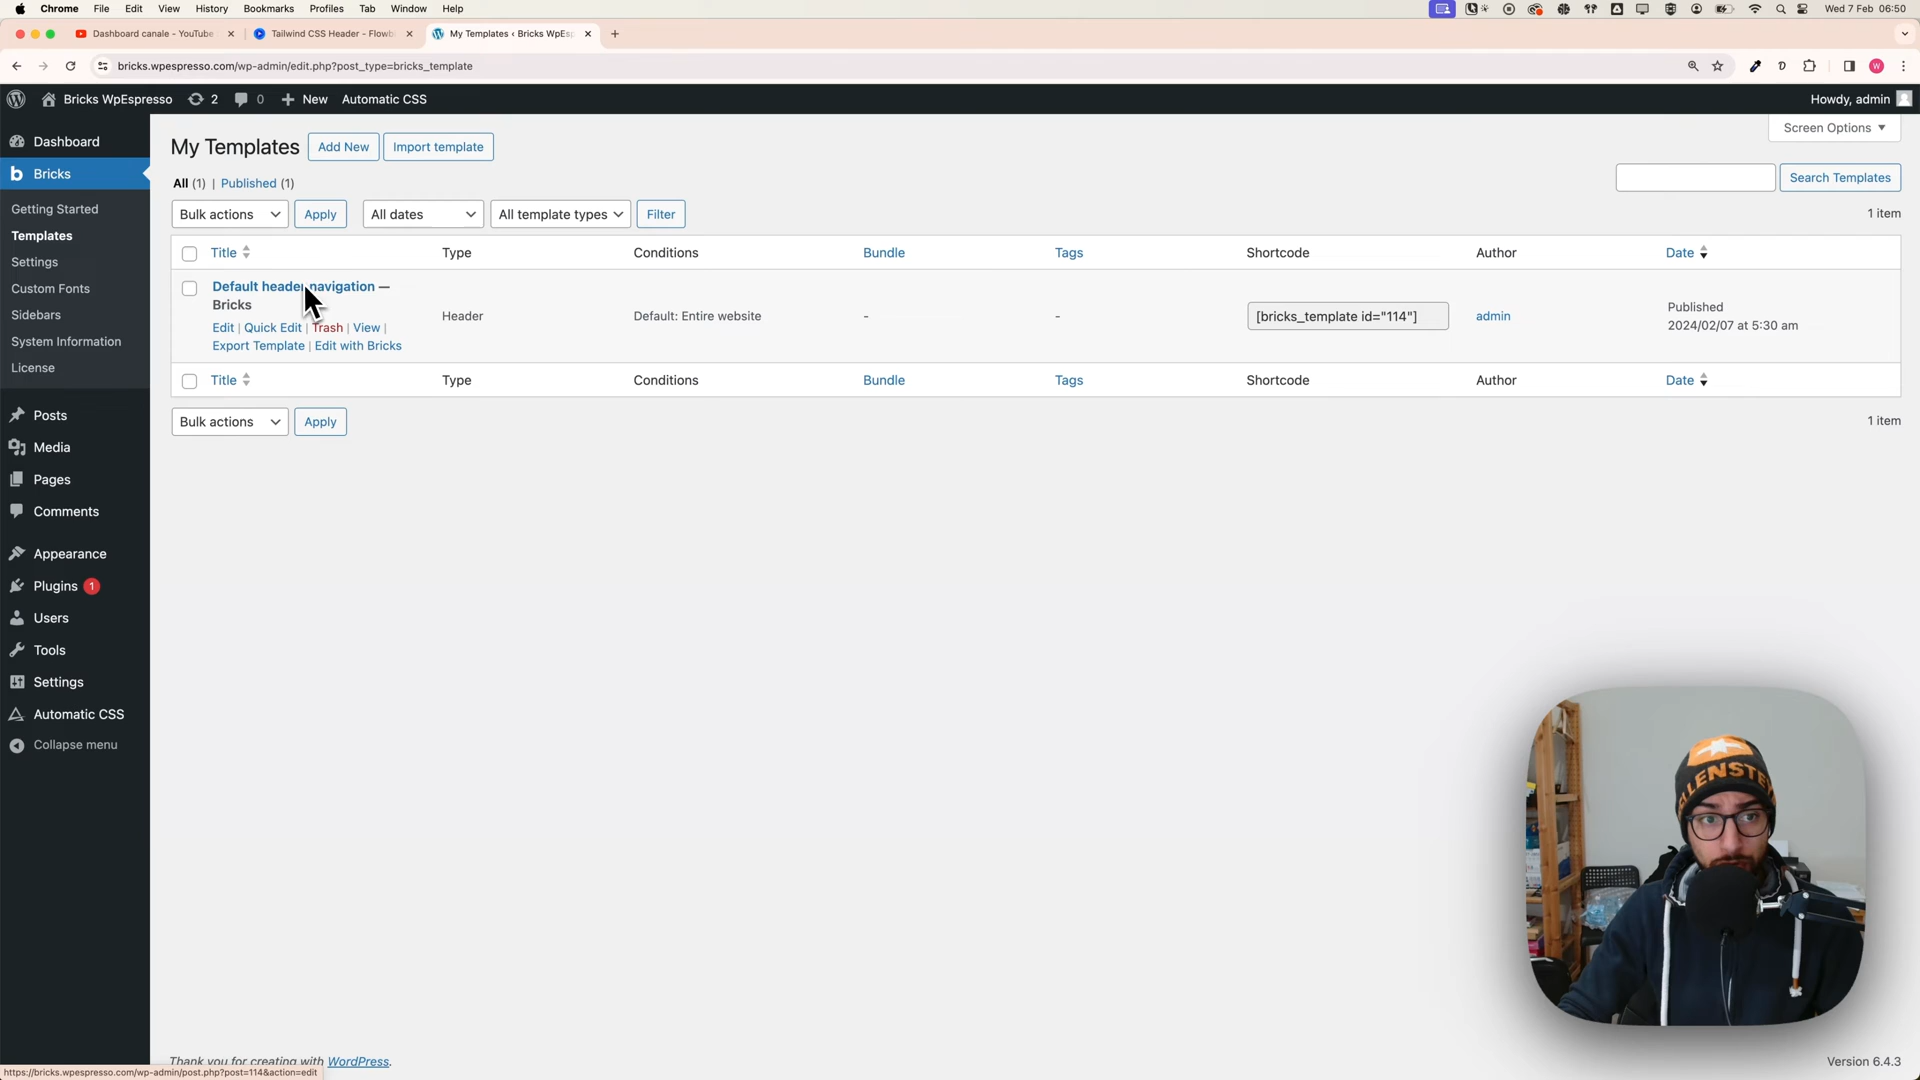 Chrome File Edit View History Bookmarks Profiles Tab Window Help Wed 7 Feb 06:50
Dashboard canale - YouTube Tailwind CSS Header - Flowb My Templates ‹ Bricks WpEsp
bricks.wpespresso.com/wp-admin/edit.php?post_type=bricks_template W
Bricks WpEspresso 2 0 New Automatic CSS Howdy, admin
Screen Options
Dashboard
Bricks
Getting Started
Templates
Settings
Custom Fonts
Sidebars
System Information
License
Posts
Media
Pages
Comments
Appearance
Plugins 1
Users
Tools
Settings
Automatic CSS
Collapse menu
My Templates Add New Import template
All (1) | Published (1)
Search Templates
Bulk actions Apply All dates All template types Filter 1 item
Title Type Conditions Bundle Tags Shortcode Author Date
Default header navigation —
Bricks
Edit | Quick Edit | Trash | View |
Export Template | Edit with Bricks
Header Default: Entire website - - [bricks_template id="114"] admin
Published
2024/02/07 at 5:30 am
Title Type Conditions Bundle Tags Shortcode Author Date
Bulk actions Apply 1 item
LLENSTE
Thank you for creating with WordPress. Version 6.4.3
https://bricks.wpespresso.com/wp-admin/post.php?post=114&action=edit